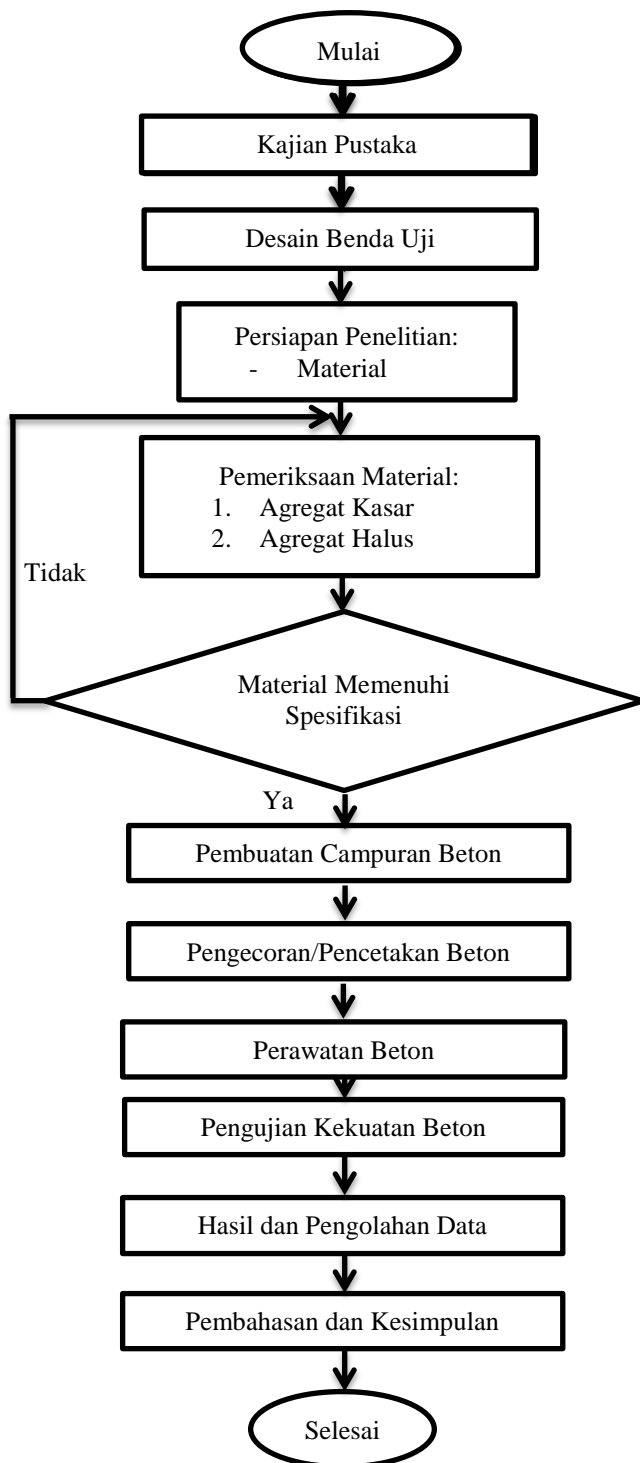 Mulai
Kajian Pustaka
Desain Benda Uji
Persiapan Penelitian:
- Material
Pemeriksaan Material:
1. Agregat Kasar
2. Agregat Halus
Tidak
Material Memenuhi
Spesifikasi
Ya
Pembuatan Campuran Beton
Pengecoran/Pencetakan Beton
Perawatan Beton
Pengujian Kekuatan Beton
Hasil dan Pengolahan Data
Pembahasan dan Kesimpulan
Selesai